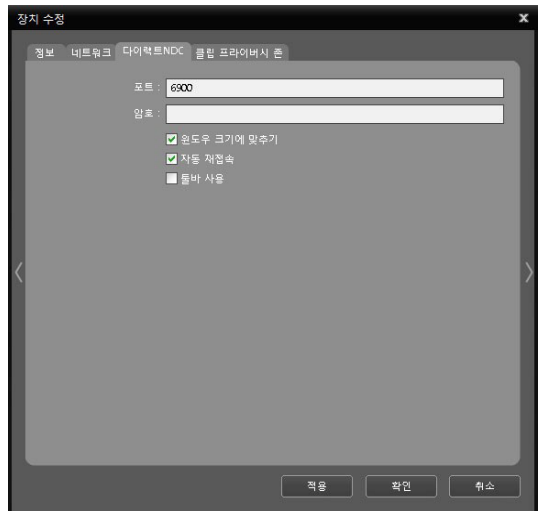 장치 수정 x
정보 네트워크 다이렉트NDC 클립 프라이버시 존
포트 : 6900
암호 :
윈도우 크기에 맞추기
자동 재접속
툴바 사용
적용 확인 취소